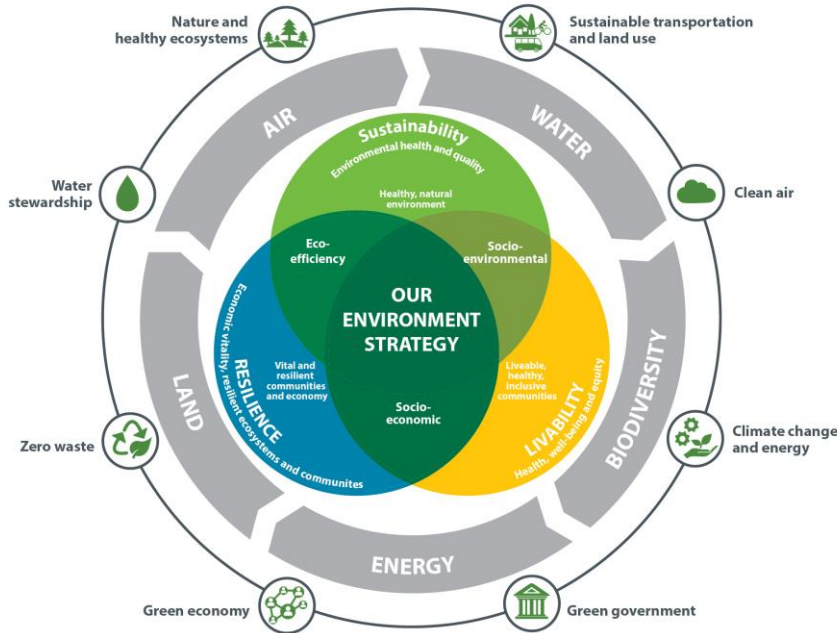 Nature and
healthy ecosystems
Sustainable transportation
and land use
AIR
WATER
Sustainability
Environmental health and quality
Healthy, natural
environment
Water
stewardship
Clean air
Eco-
efficiency
Socio-
environmental
OUR
ENVIRONMENT
STRATEGY
Economic vitality, resilient ecosystems and communites
RESILIENCE
Vital and
resilient
communities
and economy
Liveable,
healthy,
inclusive
communities
LIVABILITY
Health, well-being and equity
Socio-
economic
LAND
BIODIVERSITY
Zero waste
Climate change
and energy
ENERGY
Green economy
Green government